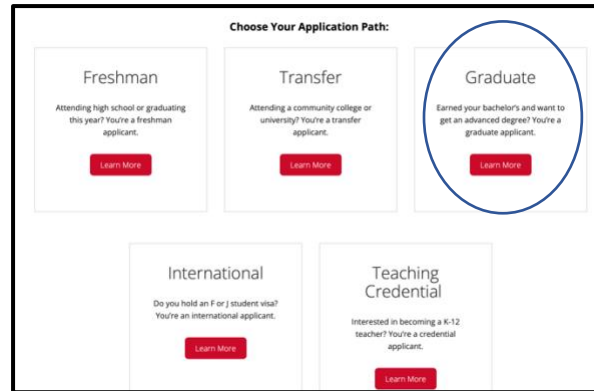 Choose Your Application Path:
Freshman
Attending high school or graduating
this year? You're a freshman
applicant.
Learn More
Transfer
Attending a community college or
university? You're a transfer
applicant.
Learn More
Graduate
Earned your bachelor's and want to
get an advanced degree? You're a
graduate applicant.
Learn More
International
Do you hold an F or J student visa?
You're an international applicant.
Learn More
Teaching
Credential
Interested in becoming a K-12
teacher? You're a credential
applicant.
Learn More